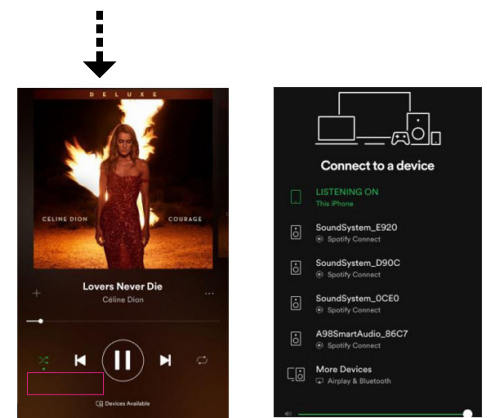 DELUXE
CELINE DION COURAGE
Lovers Never Die
Céline Dion
Devices Available
Connect to a device
LISTENING ON
This iPhone
SoundSystem_E920
Spotify Connect
SoundSystem_D90C
Spotify Connect
SoundSystem_0CE0
Spotify Connect
A98SmartAudio_86C7
Spotify Connect
More Devices
Airplay & Bluetooth